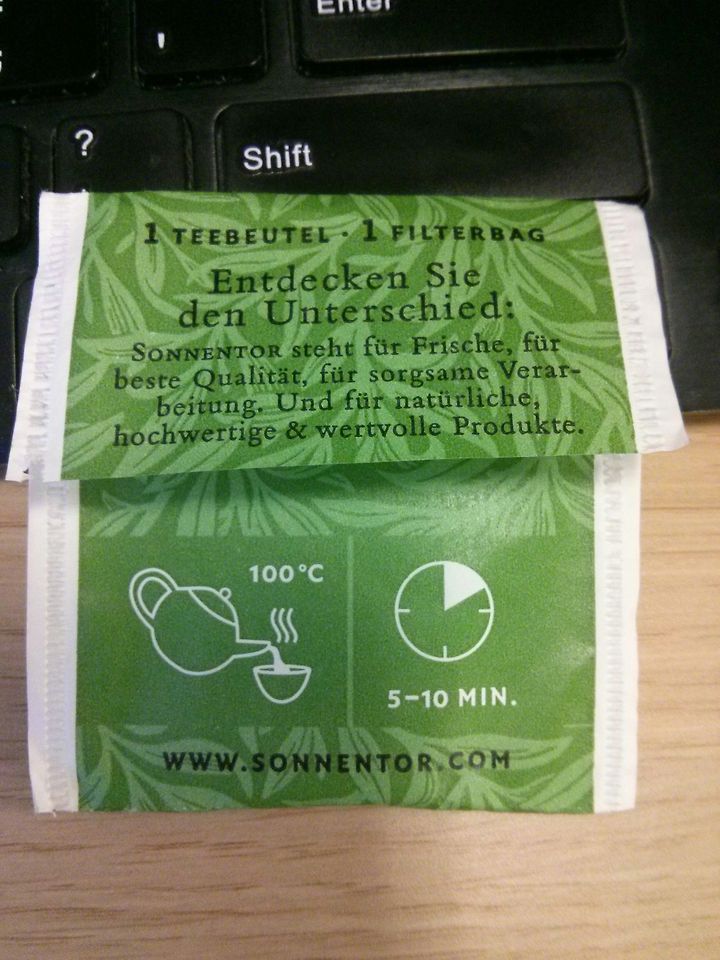 Enter
'
?
Shift
1 TEEBEUTEL · 1 FILTERBAG
Entdecken Sie
den Unterschied:
SONNENTOR steht für Frische, für
beste Qualität, für sorgsame Verar-
beitung. Und für natürliche,
hochwertige & wertvolle Produkte.
100°C
5-10 MIN.
WWW.SONNENTOR.COM